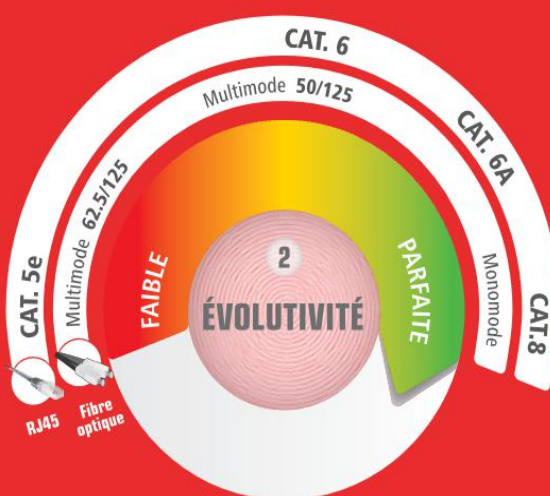 CAT. 5e
CAT. 6
CAT. 6A
CAT.8
Multimode 62.5/125
Multimode 50/125
Monomode
FAIBLE
PARFAITE
2
ÉVOLUTIVITÉ
RJ45
Fibre
optique